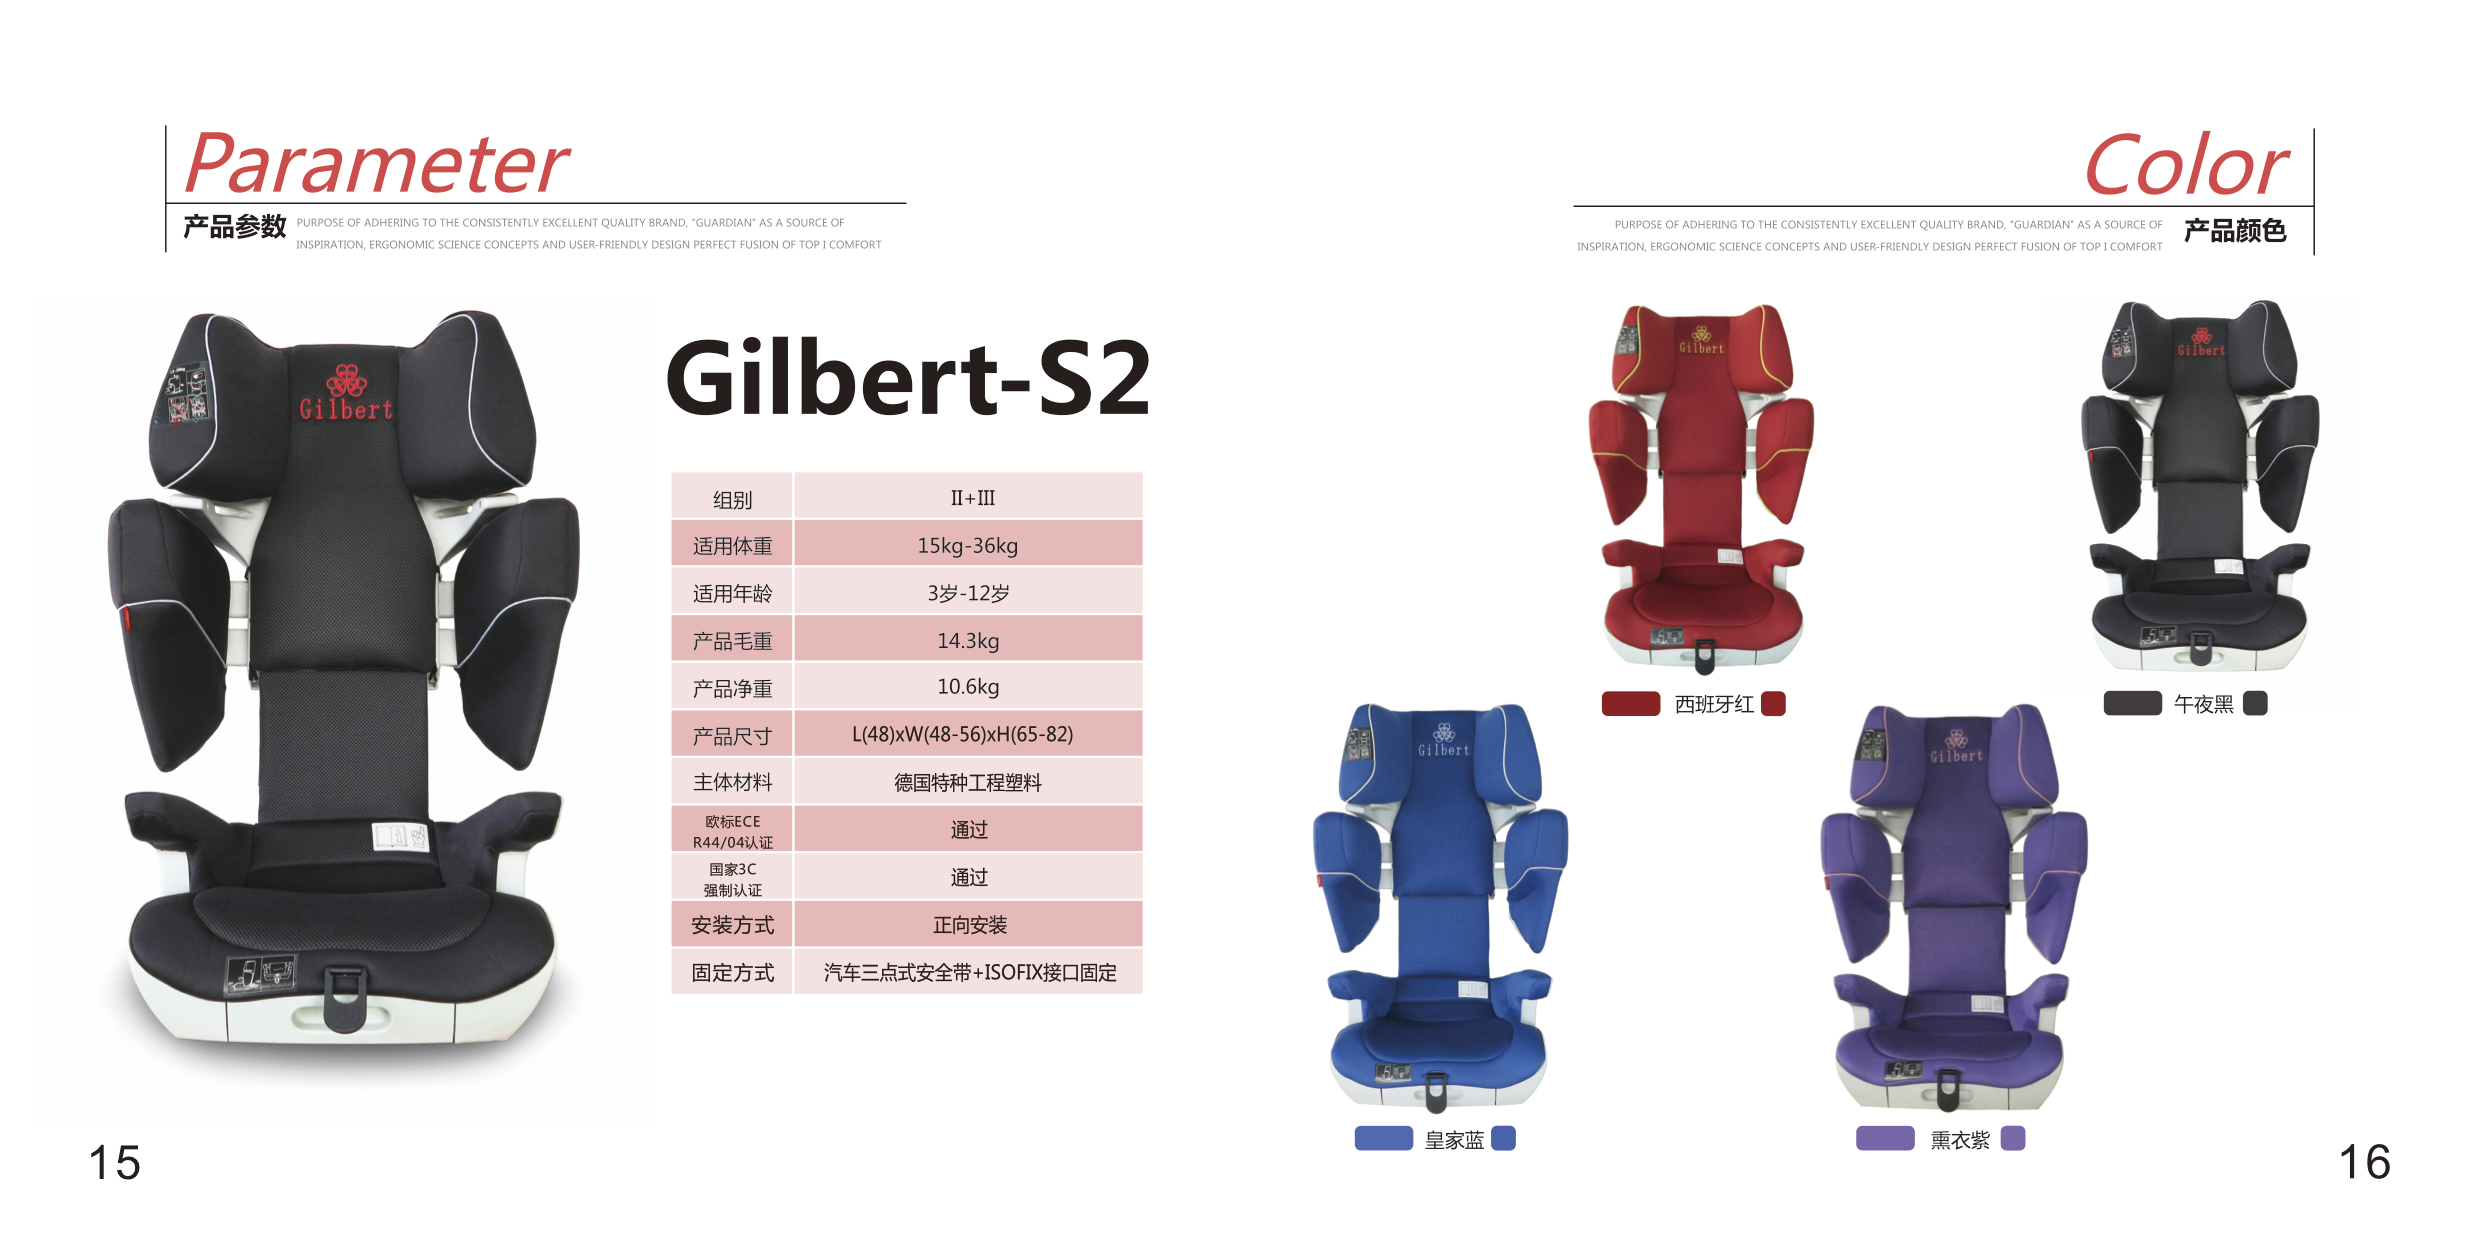 Parameter
产品参数
PURPOSE OF ADHERING TO THE CONSISTENTLY EXCELLENT QUALITY BRAND, "GUARDIAN" AS A SOURCE OF
INSPIRATION, ERGONOMIC SCIENCE CONCEPTS AND USER-FRIENDLY DESIGN PERFECT FUSION OF TOP I COMFORT
Gilbert
Gilbert-S2
组别 II+III
适用体重 15kg-36kg
适用年龄 3岁-12岁
产品毛重 14.3kg
产品净重 10.6kg
产品尺寸 L(48)xW(48-56)xH(65-82)
主体材料 德国特种工程塑料
欧标ECE
R44/04认证 通过
国家3C
强制认证 通过
安装方式 正向安装
固定方式 汽车三点式安全带+ISOFIX接口固定
15
Color
PURPOSE OF ADHERING TO THE CONSISTENTLY EXCELLENT QUALITY BRAND, "GUARDIAN" AS A SOURCE OF
INSPIRATION, ERGONOMIC SCIENCE CONCEPTS AND USER-FRIENDLY DESIGN PERFECT FUSION OF TOP I COMFORT
产品颜色
Gilbert
Gilbert
西班牙红
午夜黑
Gilbert
Gilbert
皇家蓝
熏衣紫
16